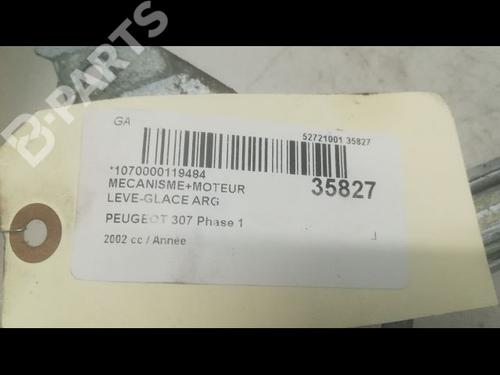 B-PARTS
GA
52721001 35827
*1070000119484
MECANISME+MOTEUR
35827
LEVE-GLACE ARG
PEUGEOT 307 Phase 1
2002 cc / Année